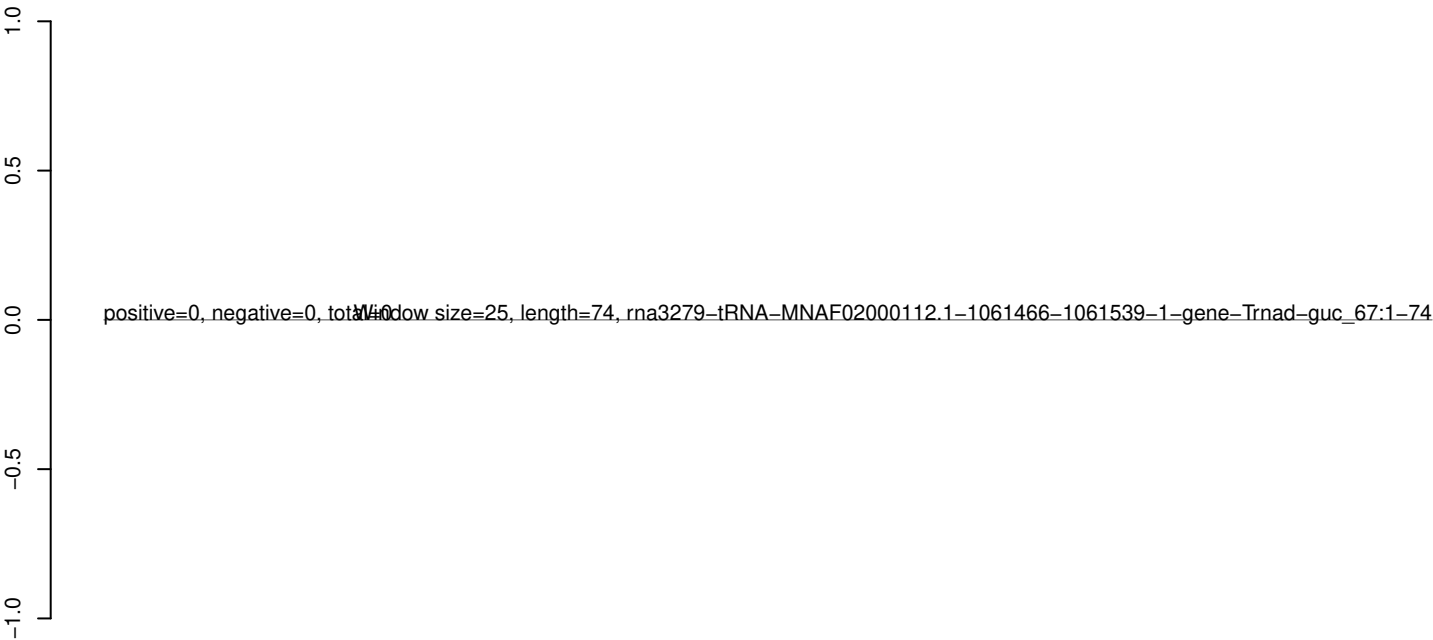 1.0
0.5
0.0
−0.5
−1.0
positive=0, negative=0, total=0
Window size=25, length=74, rna3279−tRNA−MNAF02000112.1−1061466−1061539−1−gene−Trnad−guc_67:1−74